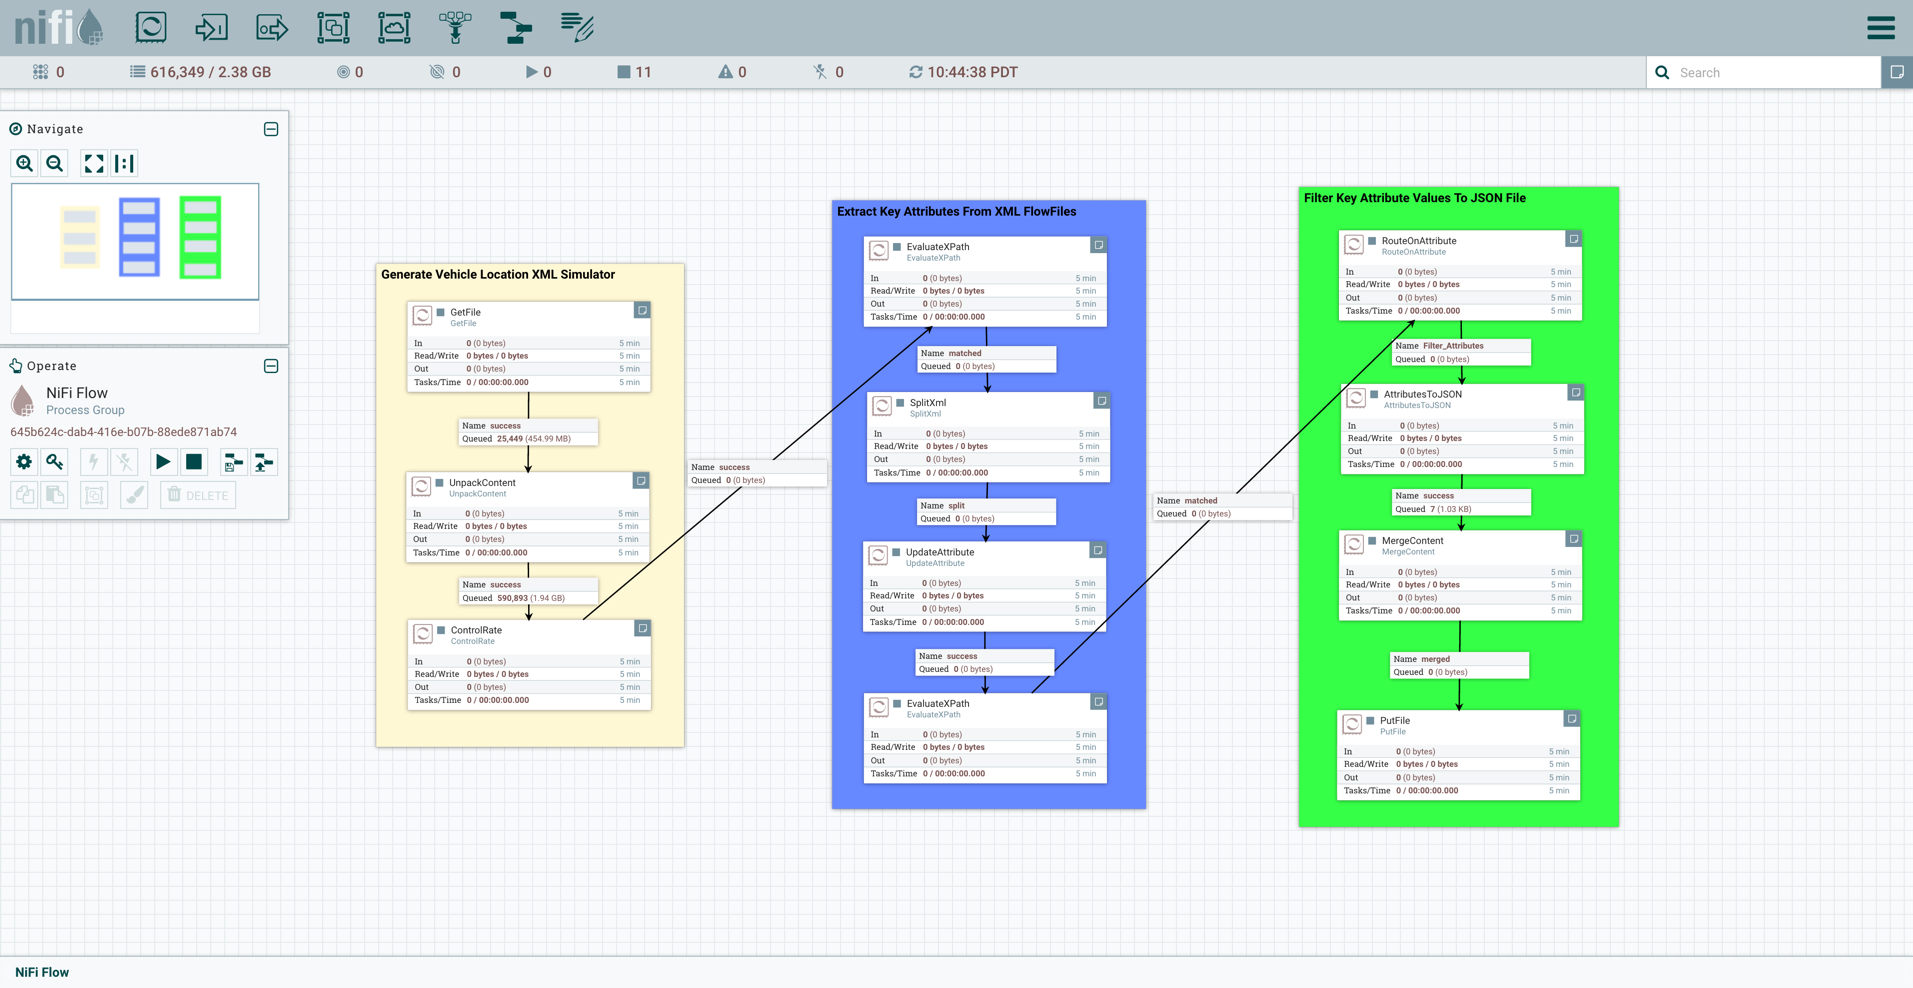 nifi
0
616,349 / 2.38 GB
0
0
0
11
0
0
10:44:38 PDT
Search
Navigate
Operate
NiFi Flow
Process Group
645b624c-dab4-416e-b07b-88ede871ab74
DELETE
Generate Vehicle Location XML Simulator
GetFile
GetFile
In 0 (0 bytes) 5 min
Read/Write 0 bytes / 0 bytes 5 min
Out 0 (0 bytes) 5 min
Tasks/Time 0 / 00:00:00.000 5 min
Name success
Queued 25,449 (454.99 MB)
UnpackContent
UnpackContent
In 0 (0 bytes) 5 min
Read/Write 0 bytes / 0 bytes 5 min
Out 0 (0 bytes) 5 min
Tasks/Time 0 / 00:00:00.000 5 min
Name success
Queued 590,893 (1.94 GB)
ControlRate
ControlRate
In 0 (0 bytes) 5 min
Read/Write 0 bytes / 0 bytes 5 min
Out 0 (0 bytes) 5 min
Tasks/Time 0 / 00:00:00.000 5 min
Name success
Queued 0 (0 bytes)
Extract Key Attributes From XML FlowFiles
EvaluateXPath
EvaluateXPath
In 0 (0 bytes) 5 min
Read/Write 0 bytes / 0 bytes 5 min
Out 0 (0 bytes) 5 min
Tasks/Time 0 / 00:00:00.000 5 min
Name matched
Queued 0 (0 bytes)
SplitXml
SplitXml
In 0 (0 bytes) 5 min
Read/Write 0 bytes / 0 bytes 5 min
Out 0 (0 bytes) 5 min
Tasks/Time 0 / 00:00:00.000 5 min
Name split
Queued 0 (0 bytes)
UpdateAttribute
UpdateAttribute
In 0 (0 bytes) 5 min
Read/Write 0 bytes / 0 bytes 5 min
Out 0 (0 bytes) 5 min
Tasks/Time 0 / 00:00:00.000 5 min
Name success
Queued 0 (0 bytes)
EvaluateXPath
EvaluateXPath
In 0 (0 bytes) 5 min
Read/Write 0 bytes / 0 bytes 5 min
Out 0 (0 bytes) 5 min
Tasks/Time 0 / 00:00:00.000 5 min
Name matched
Queued 0 (0 bytes)
Filter Key Attribute Values To JSON File
RouteOnAttribute
RouteOnAttribute
In 0 (0 bytes) 5 min
Read/Write 0 bytes / 0 bytes 5 min
Out 0 (0 bytes) 5 min
Tasks/Time 0 / 00:00:00.000 5 min
Name Filter_Attributes
Queued 0 (0 bytes)
AttributesToJSON
AttributesToJSON
In 0 (0 bytes) 5 min
Read/Write 0 bytes / 0 bytes 5 min
Out 0 (0 bytes) 5 min
Tasks/Time 0 / 00:00:00.000 5 min
Name success
Queued 7 (1.03 KB)
MergeContent
MergeContent
In 0 (0 bytes) 5 min
Read/Write 0 bytes / 0 bytes 5 min
Out 0 (0 bytes) 5 min
Tasks/Time 0 / 00:00:00.000 5 min
Name merged
Queued 0 (0 bytes)
PutFile
PutFile
In 0 (0 bytes) 5 min
Read/Write 0 bytes / 0 bytes 5 min
Out 0 (0 bytes) 5 min
Tasks/Time 0 / 00:00:00.000 5 min
NiFi Flow